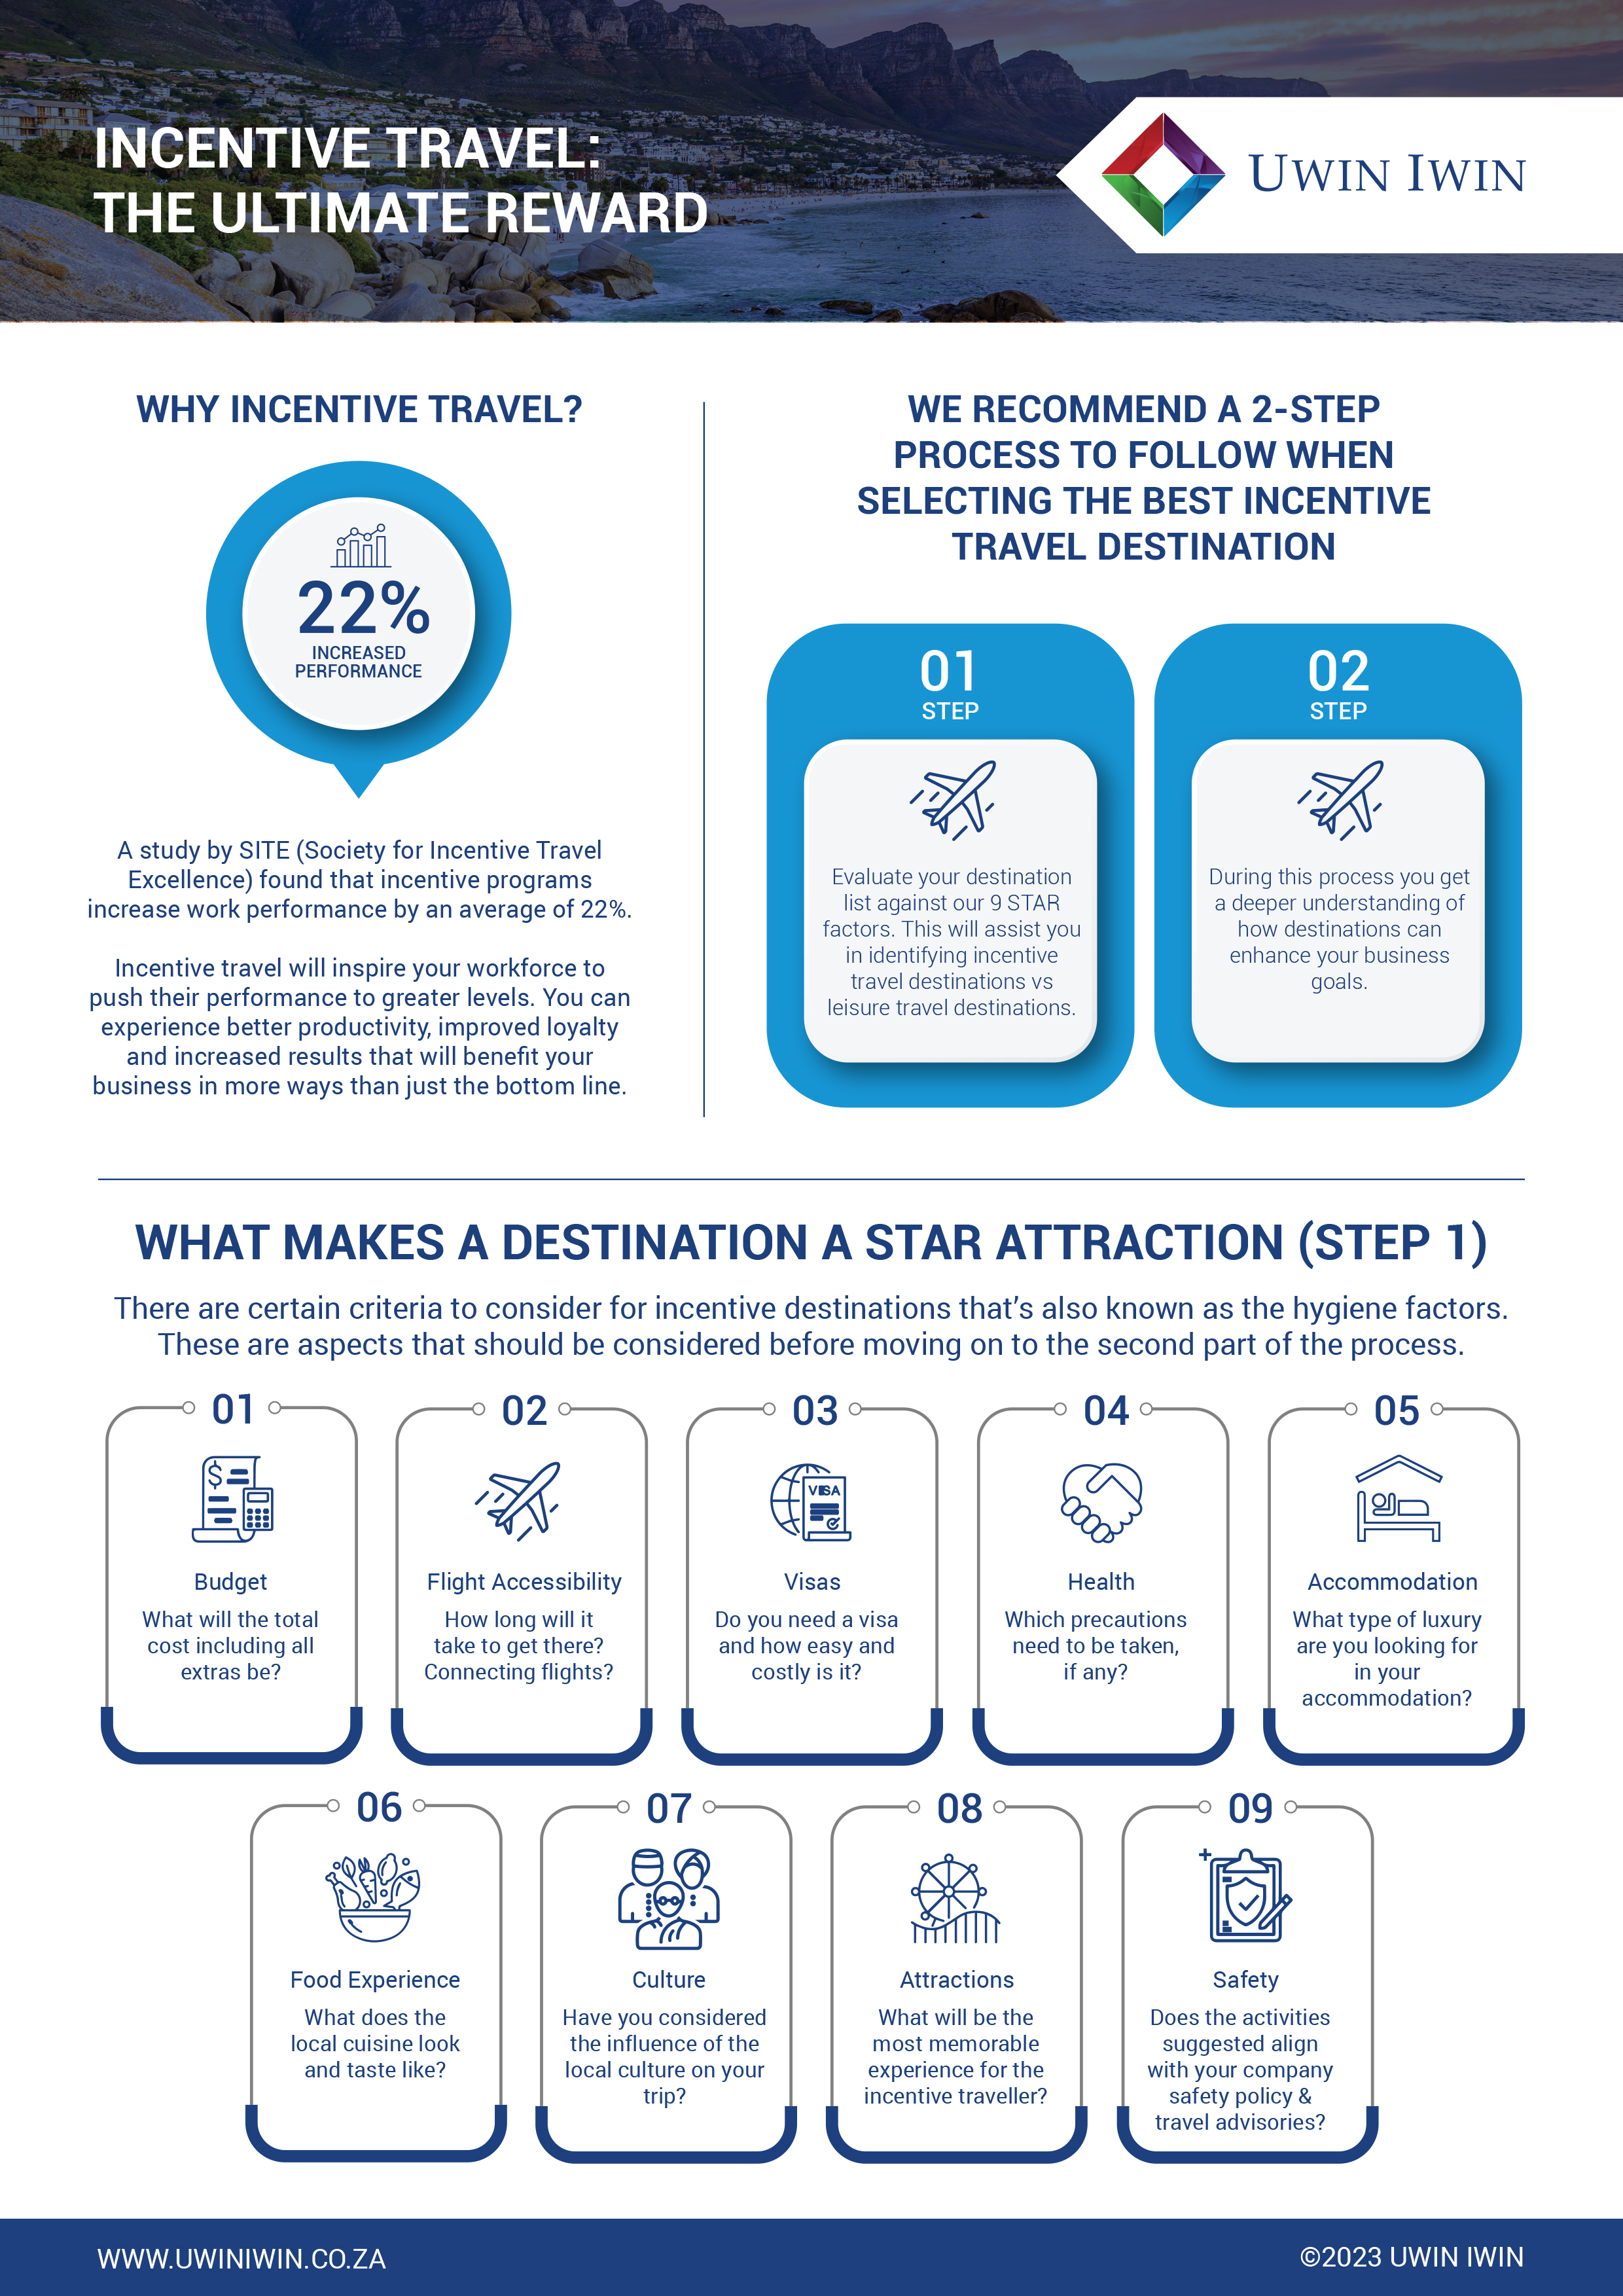 INCENTIVE TRAVEL:
THE ULTIMATE REWARD
UWIN IWIN
WHY INCENTIVE TRAVEL?
22%
INCREASED
PERFORMANCE
A study by SITE (Society for Incentive Travel
Excellence) found that incentive programs
increase work performance by an average of 22%.
Incentive travel will inspire your workforce to
push their performance to greater levels. You can
experience better productivity, improved loyalty
and increased results that will benefit your
business in more ways than just the bottom line.
WE RECOMMEND A 2-STEP
PROCESS TO FOLLOW WHEN
SELECTING THE BEST INCENTIVE
TRAVEL DESTINATION
01
STEP
Evaluate your destination
list against our 9 STAR
factors. This will assist you
in identifying incentive
travel destinations vs
leisure travel destinations.
02
STEP
During this process you get
a deeper understanding of
how destinations can
enhance your business
goals.
WHAT MAKES A DESTINATION A STAR ATTRACTION (STEP 1)
There are certain criteria to consider for incentive destinations that's also known as the hygiene factors.
These are aspects that should be considered before moving on to the second part of the process.
01
$
Budget
What will the total
cost including all
extras be?
02
Flight Accessibility
How long will it
take to get there?
Connecting flights?
03
VISA
Visas
Do you need a visa
and how easy and
costly is it?
04
Health
Which precautions
need to be taken,
if any?
05
Accommodation
What type of luxury
are you looking for
in your
accommodation?
06
Food Experience
What does the
local cuisine look
and taste like?
07
Culture
Have you considered
the influence of the
local culture on your
trip?
08
Attractions
What will be the
most memorable
experience for the
incentive traveller?
09
Safety
Does the activities
suggested align
with your company
safety policy &
travel advisories?
WWW.UWINIWIN.CO.ZA
©2023 UWIN IWIN